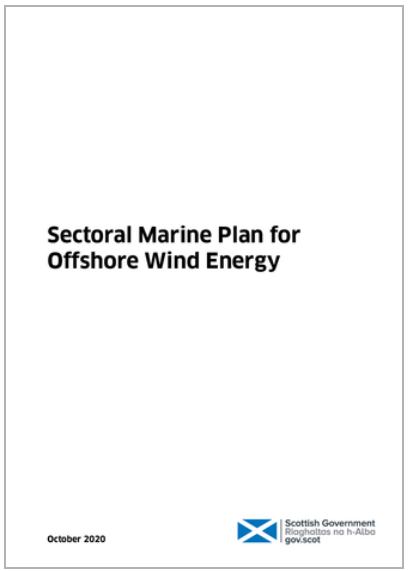 Sectoral Marine Plan for
Offshore Wind Energy
October 2020
Scottish Government
Riaghaltas na h-Alba
gov.scot